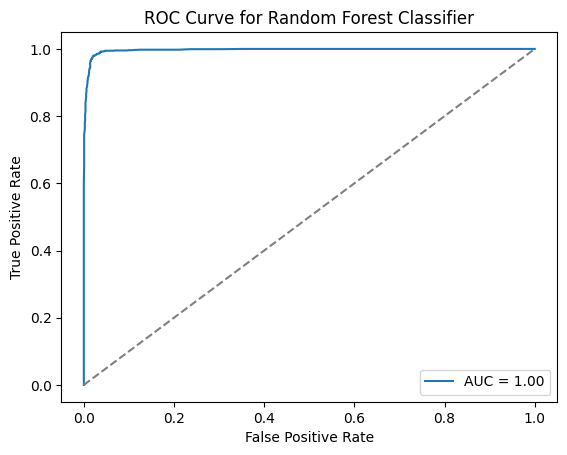 ROC Curve for Random Forest Classifier
True Positive Rate
1.0
0.8
0.6
0.4
0.2
0.0
AUC = 1.00
0.0 0.2 0.4 0.6 0.8 1.0
False Positive Rate